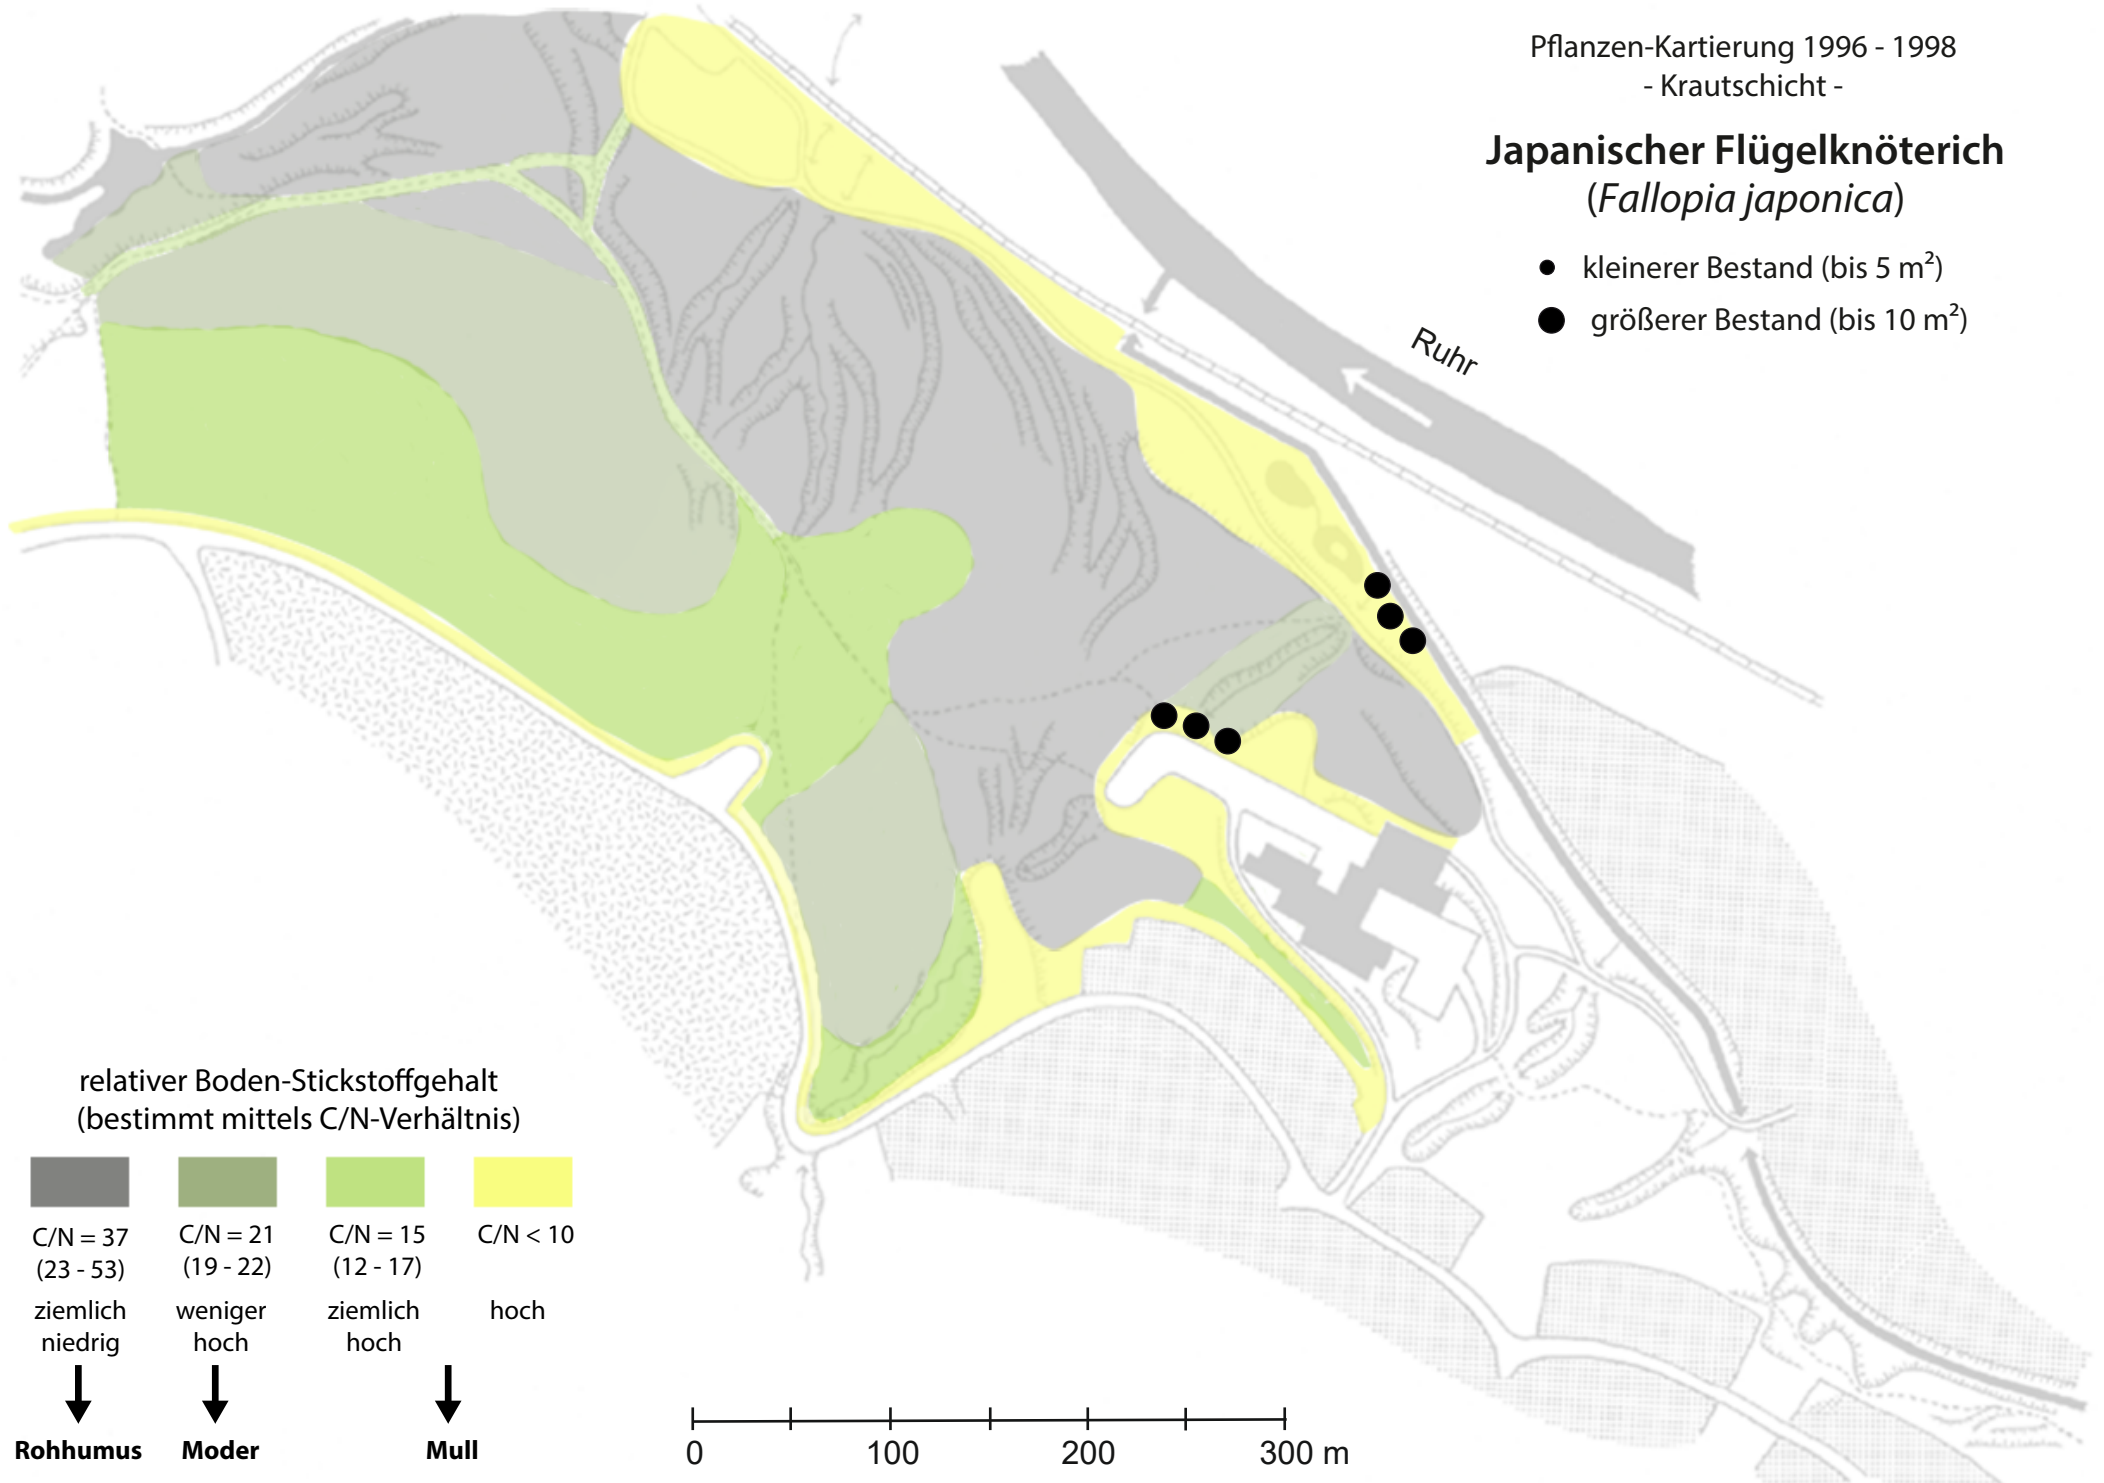 Pflanzen-Kartierung 1996 - 1998
- Krautschicht -
Japanischer Flügelknöterich
(Fallopia japonica)
kleinerer Bestand (bis 5 m²)
größerer Bestand (bis 10 m²)
Ruhr
relativer Boden-Stickstoffgehalt
(bestimmt mittels C/N-Verhältnis)
C/N = 37 C/N = 21 C/N = 15 C/N < 10
(23 - 53) (19 - 22) (12 - 17)
ziemlich weniger ziemlich hoch
niedrig hoch hoch
Rohhumus Moder Mull
0 100 200 300 m